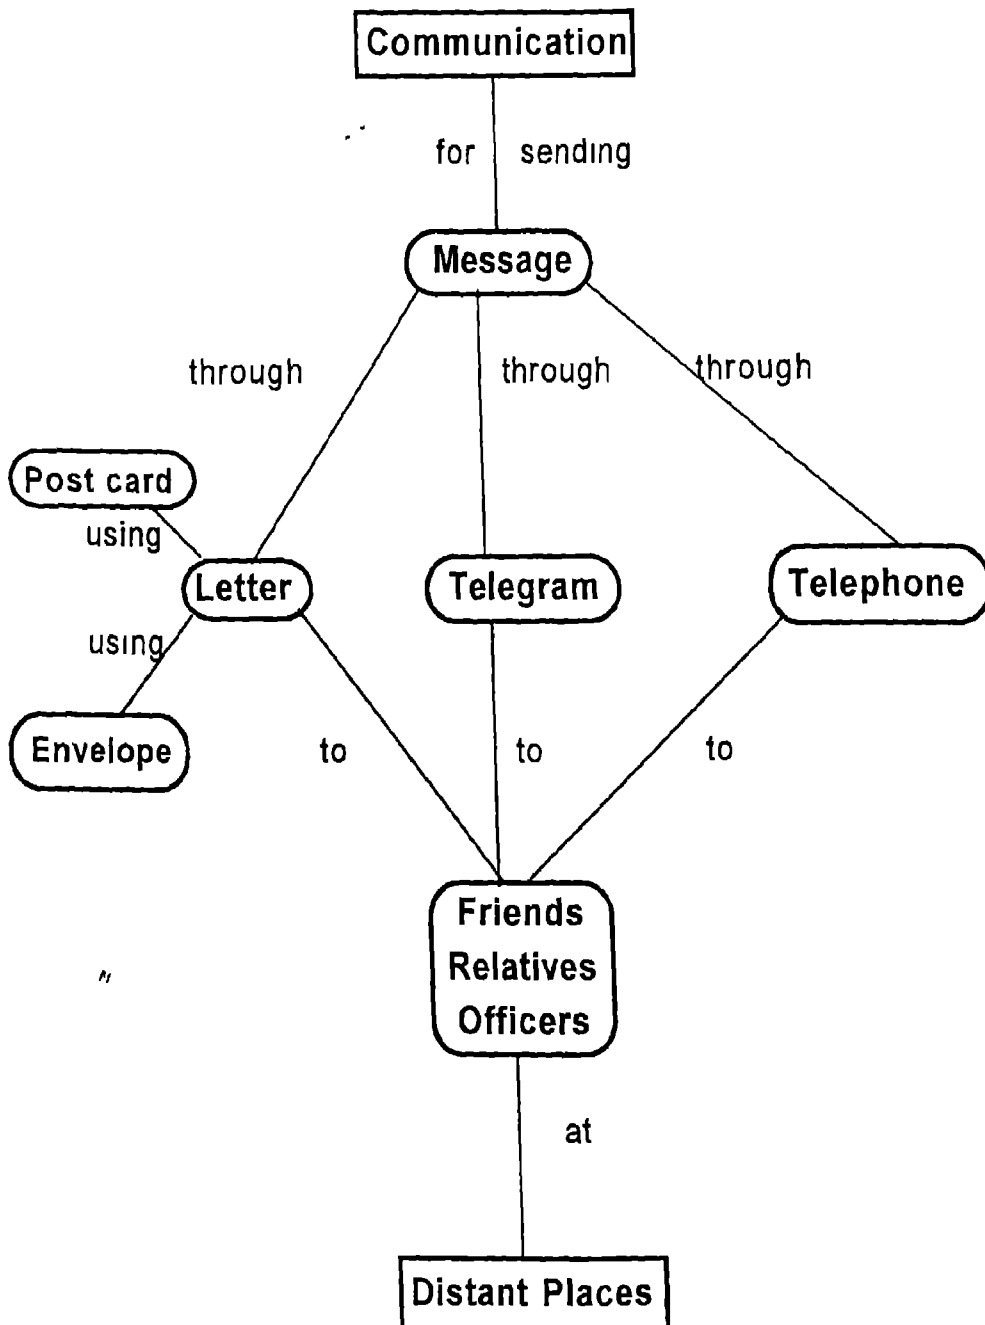 Communication
for sending
Message
through through through
Post card
using
Letter Telegram Telephone
using
Envelope to to to
Friends
Relatives
Officers
at
Distant Places